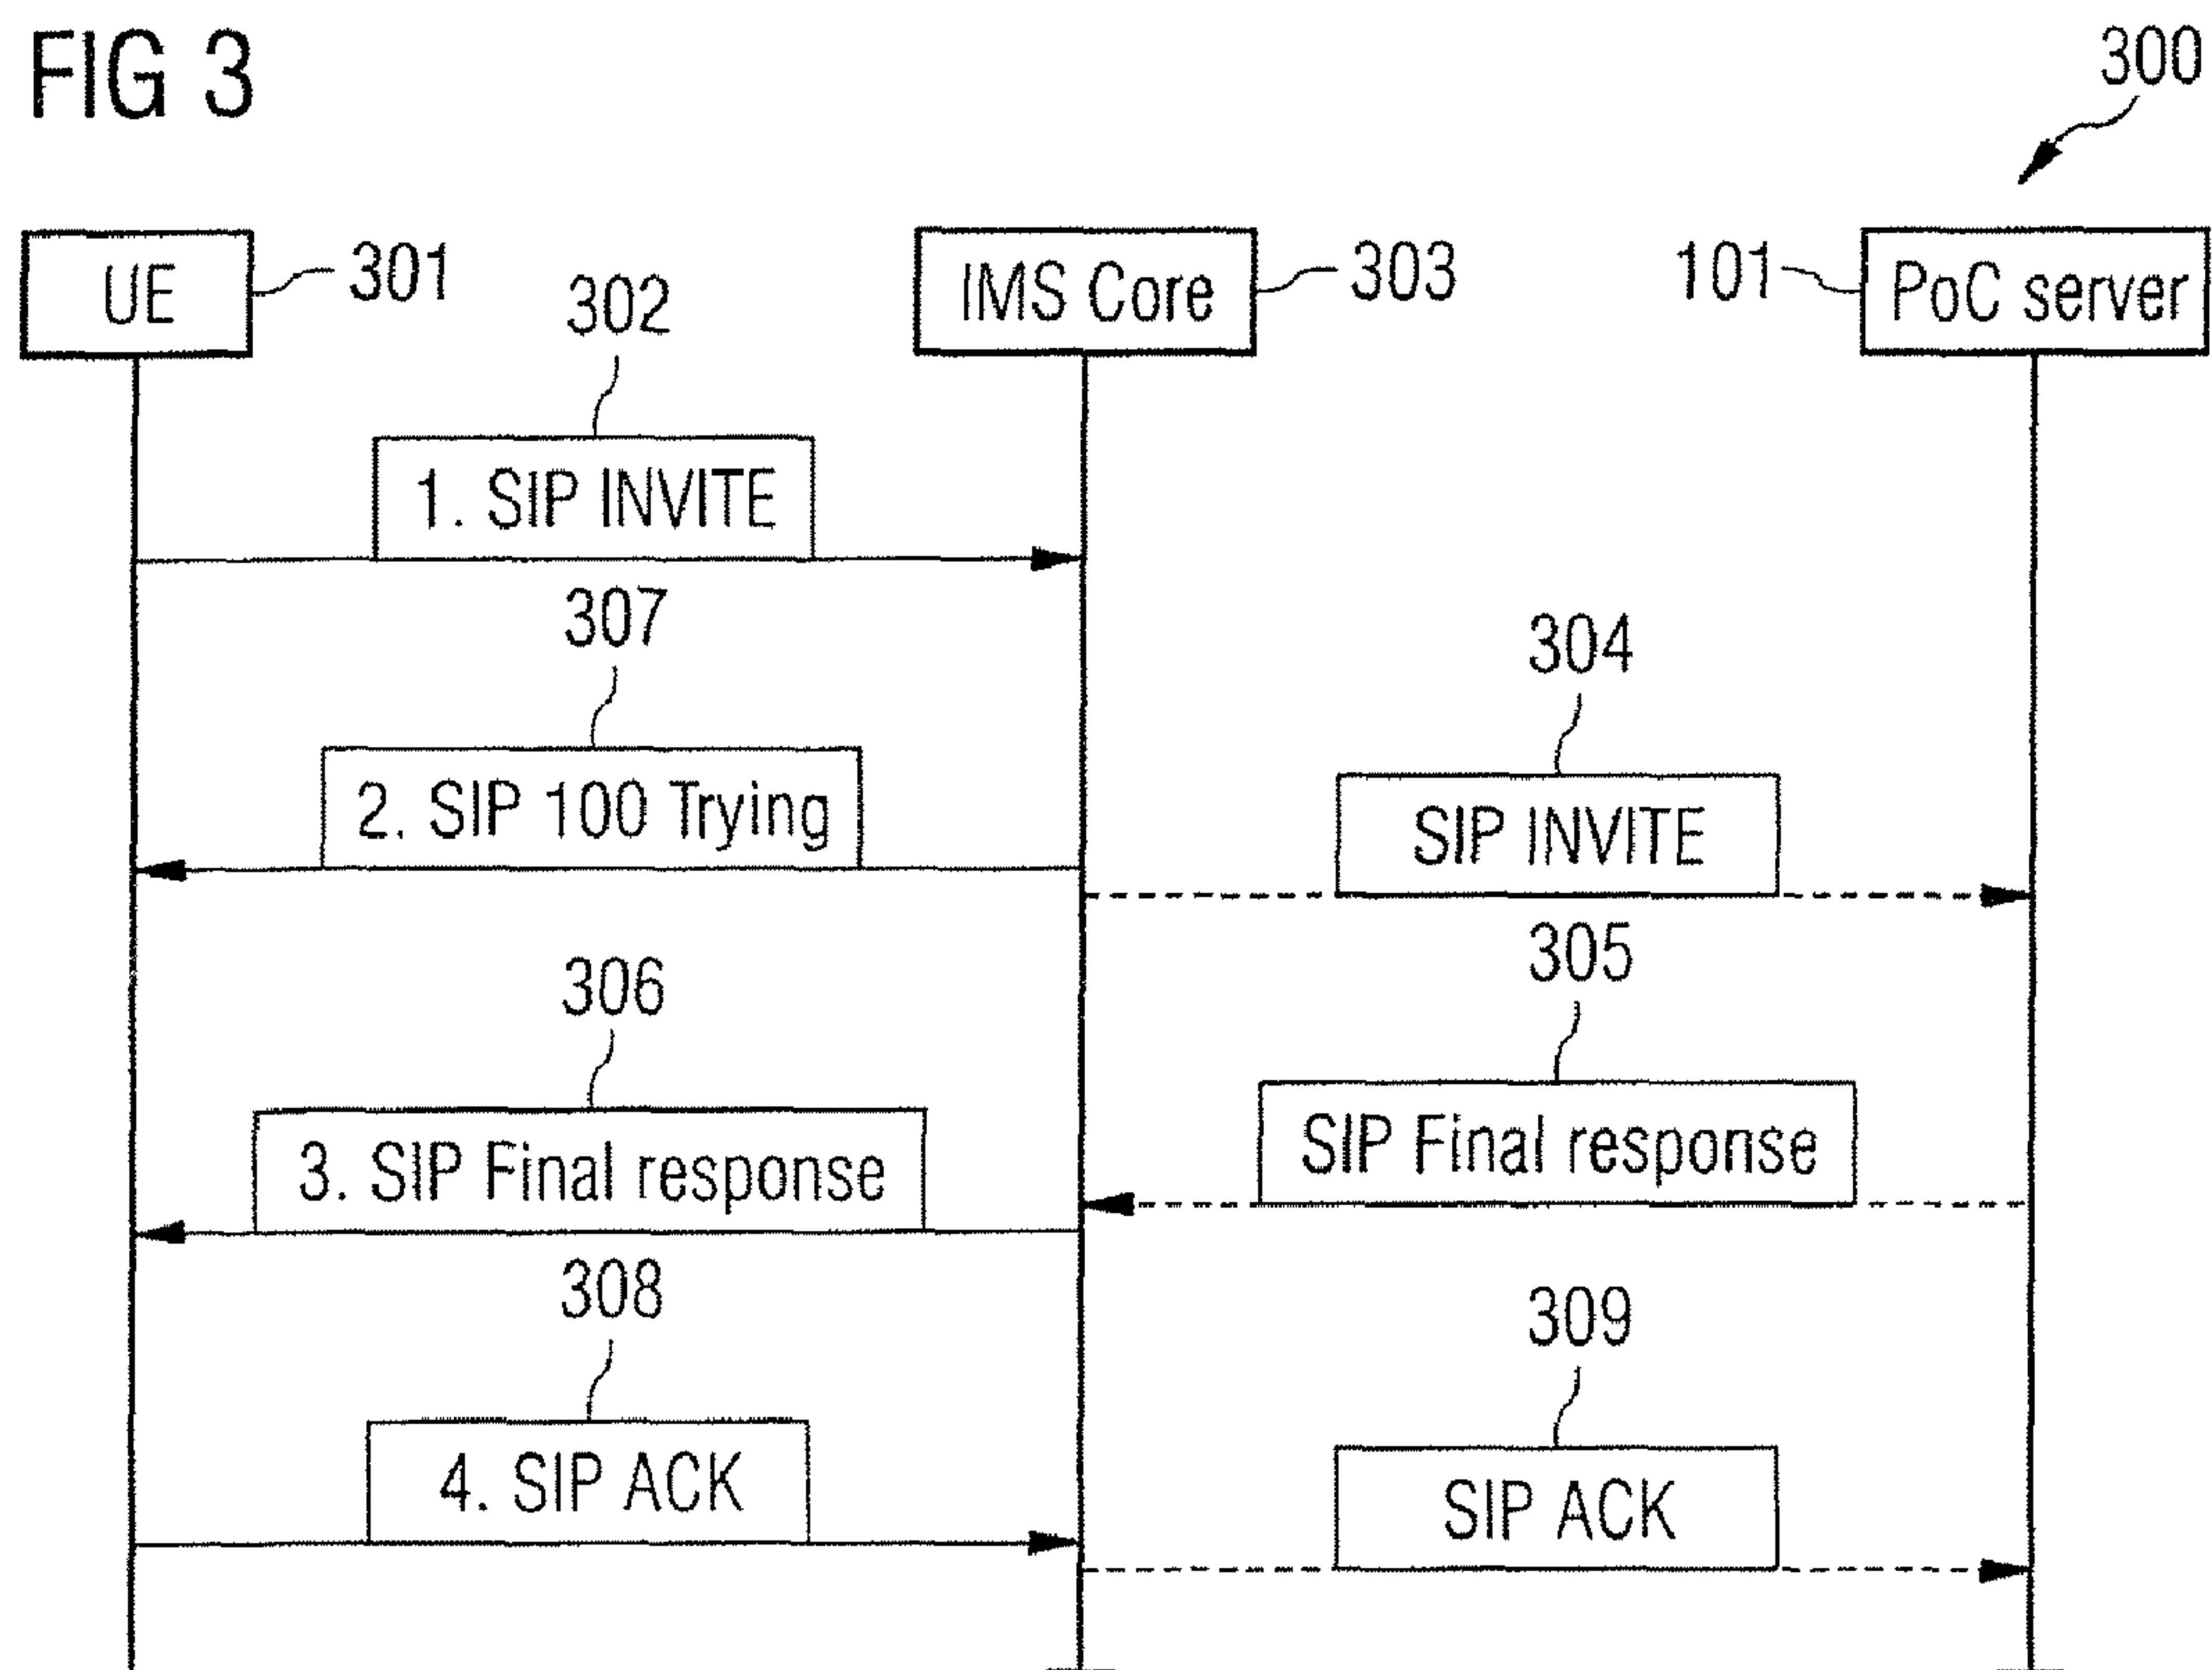 FIG 3
300
UE
301
IMS Core
303
101
PoC server
302
1. SIP INVITE
307
2. SIP 100 Trying
304
SIP INVITE
305
SIP Final response
306
3. SIP Final response
308
4. SIP ACK
309
SIP ACK